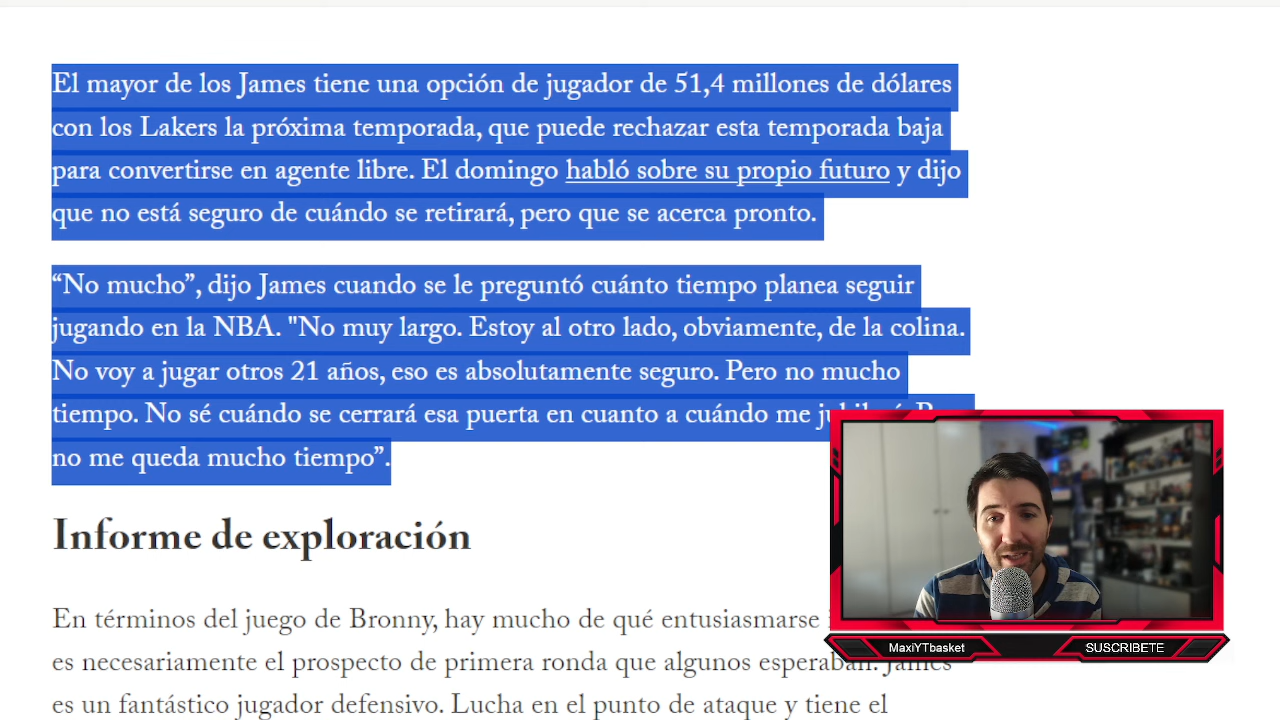 El mayor de los James tiene una opción de jugador de 51,4 millones de dólares
con los Lakers la próxima temporada, que puede rechazar esta temporada baja
para convertirse en agente libre. El domingo habló sobre su propio futuro y dijo
que no está seguro de cuándo se retirará, pero que se acerca pronto.
“No mucho”, dijo James cuando se le preguntó cuánto tiempo planea seguir
jugando en la NBA. "No muy largo. Estoy al otro lado, obviamente, de la colina.
No voy a jugar otros 21 años, eso es absolutamente seguro. Pero no mucho
tiempo. No sé cuándo se cerrará esa puerta en cuanto a cuándo me
no me queda mucho tiempo”.
Informe de exploración
En términos del juego de Bronny, hay mucho de qué entusiasmarse
es necesariamente el prospecto de primera ronda que algunos esperaban. James
es un fantástico jugador defensivo. Lucha en el punto de ataque y tiene el
MaxiYTbasket
SUSCRIBETE